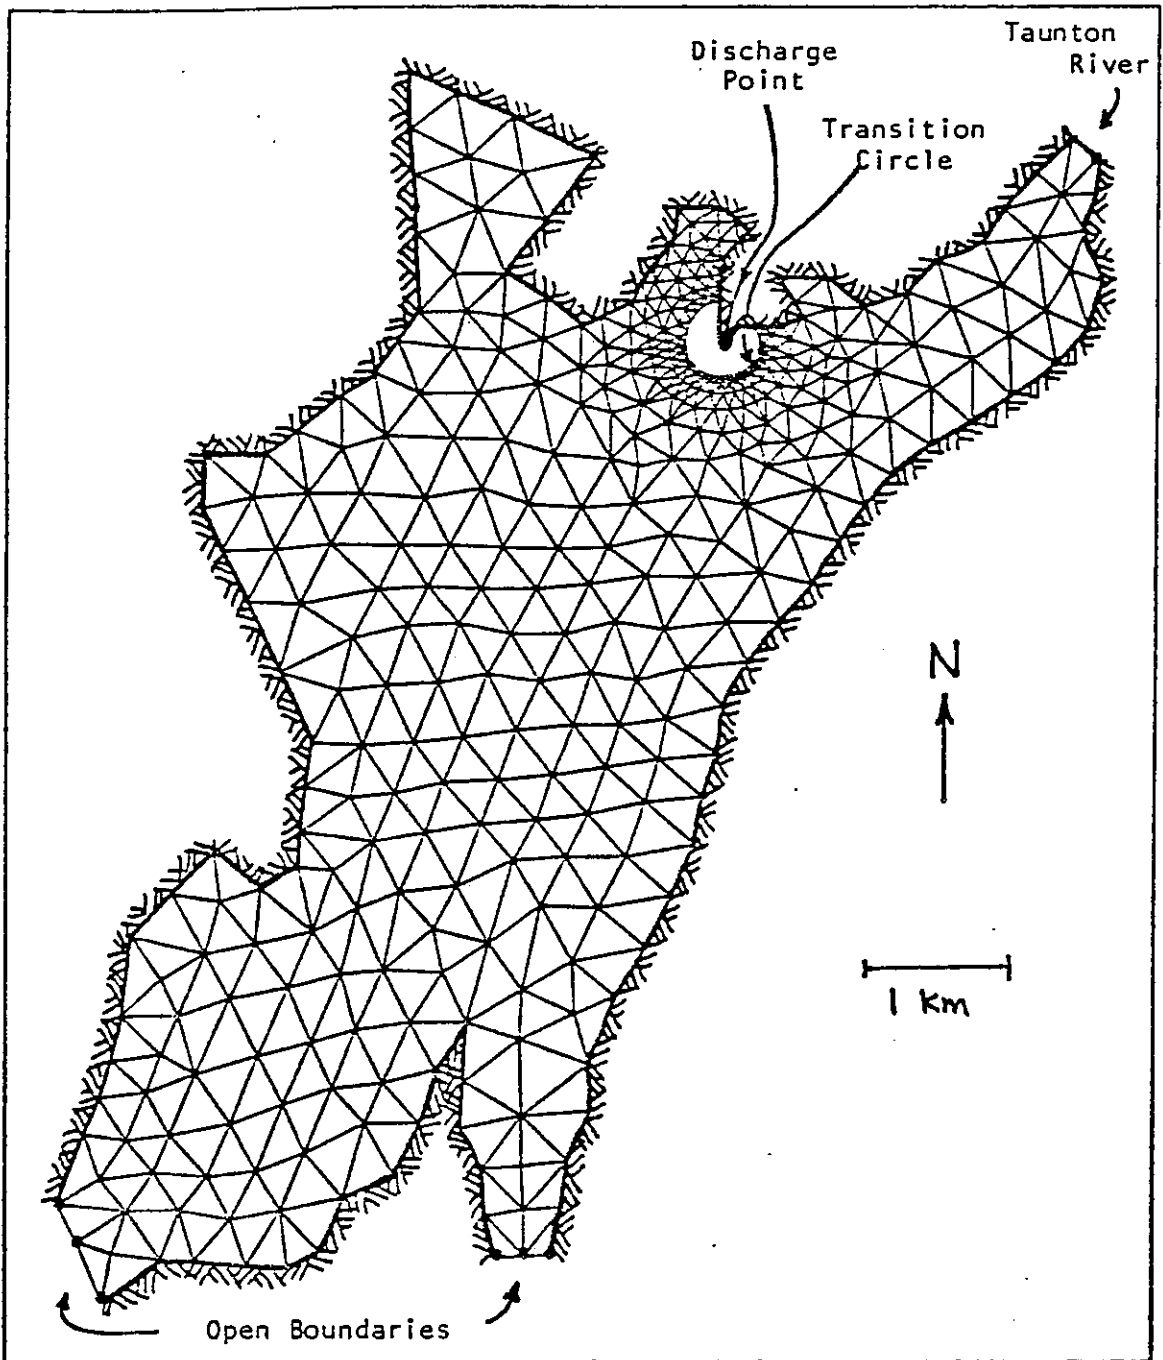 Discharge
Point
Taunton
River
Transition
Circle
N
1 km
Open Boundaries